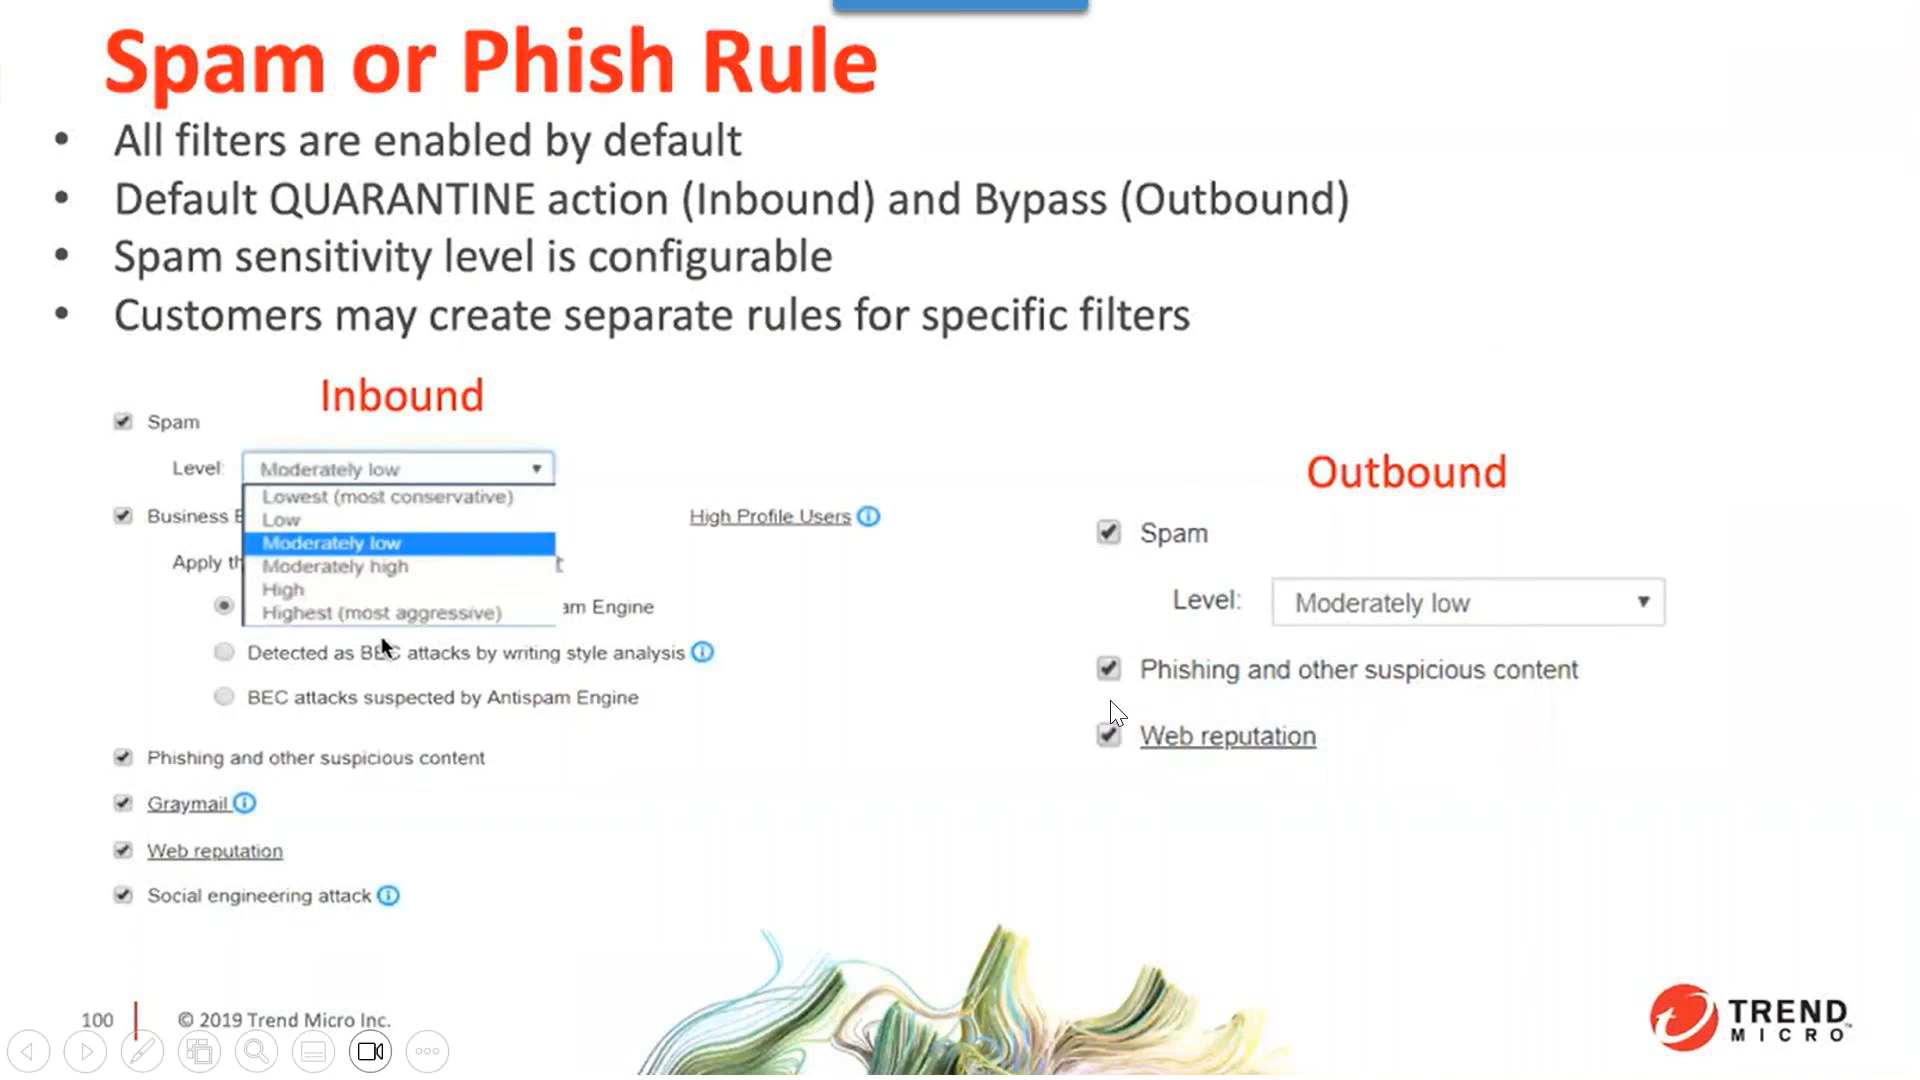 Spam or Phish Rule
• All filters are enabled by default
• Default QUARANTINE action (Inbound) and Bypass (Outbound)
• Spam sensitivity level is configurable
• Customers may create separate rules for specific filters
Inbound
Spam
Level: Moderately low
Lowest (most conservative)
Low
Moderately low
Moderately high
High
Highest (most aggressive)
Business
High Profile Users
Apply
Engine
Detected as BEC attacks by writing style analysis
BEC attacks suspected by Antispam Engine
Phishing and other suspicious content
Graymail
Web reputation
Social engineering attack
Outbound
Spam
Level: Moderately low
Phishing and other suspicious content
Web reputation
100
© 2019 Trend Micro Inc.
TREND
MICRO